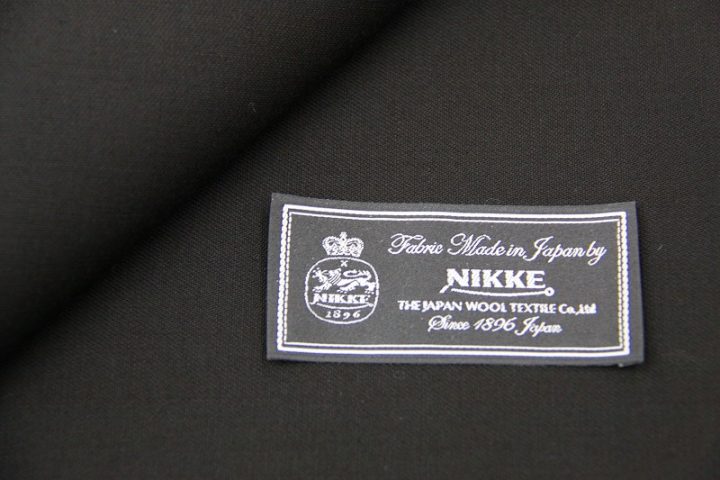 Fabric Made in Japan by
NIKKE
THE JAPAN WOOL TEXTILE Co.,Ltd
Since 1896 Japan
NIKKE
1896